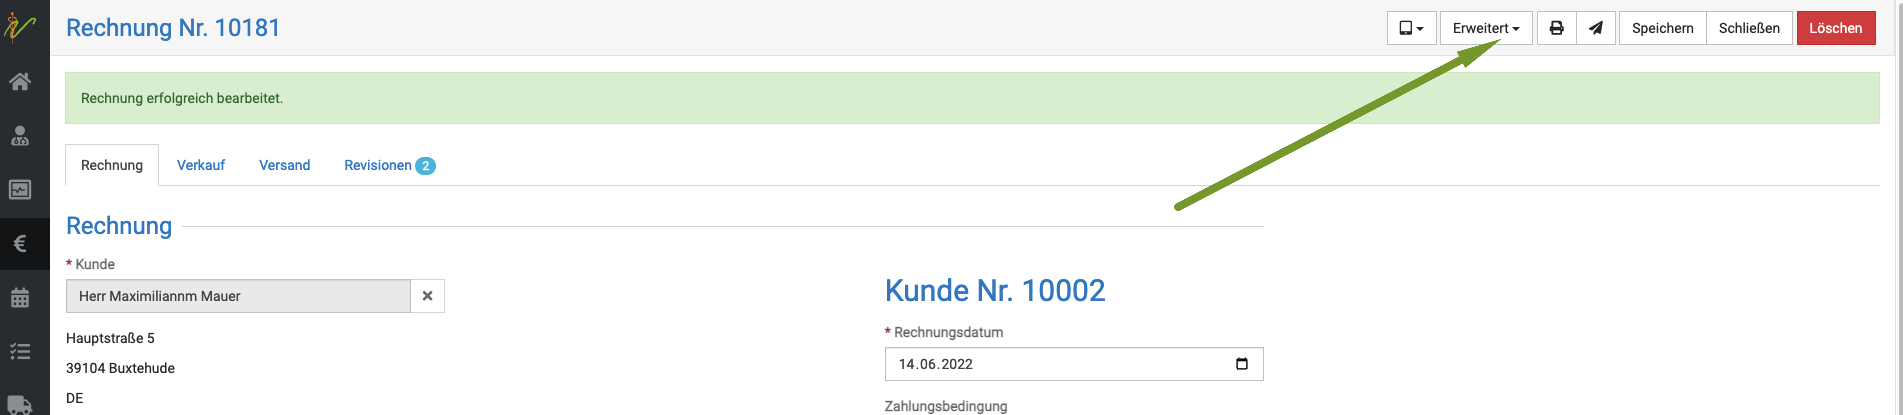 Rechnung Nr. 10181
Erweitert
Speichern
Schließen
Löschen
Rechnung erfolgreich bearbeitet.
Rechnung
Verkauf
Versand
Revisionen 2
Rechnung
* Kunde
Herr Maximiliannm Mauer
Hauptstraße 5
39104 Buxtehude
DE
Kunde Nr. 10002
* Rechnungsdatum
14.06.2022
Zahlungsbedingung